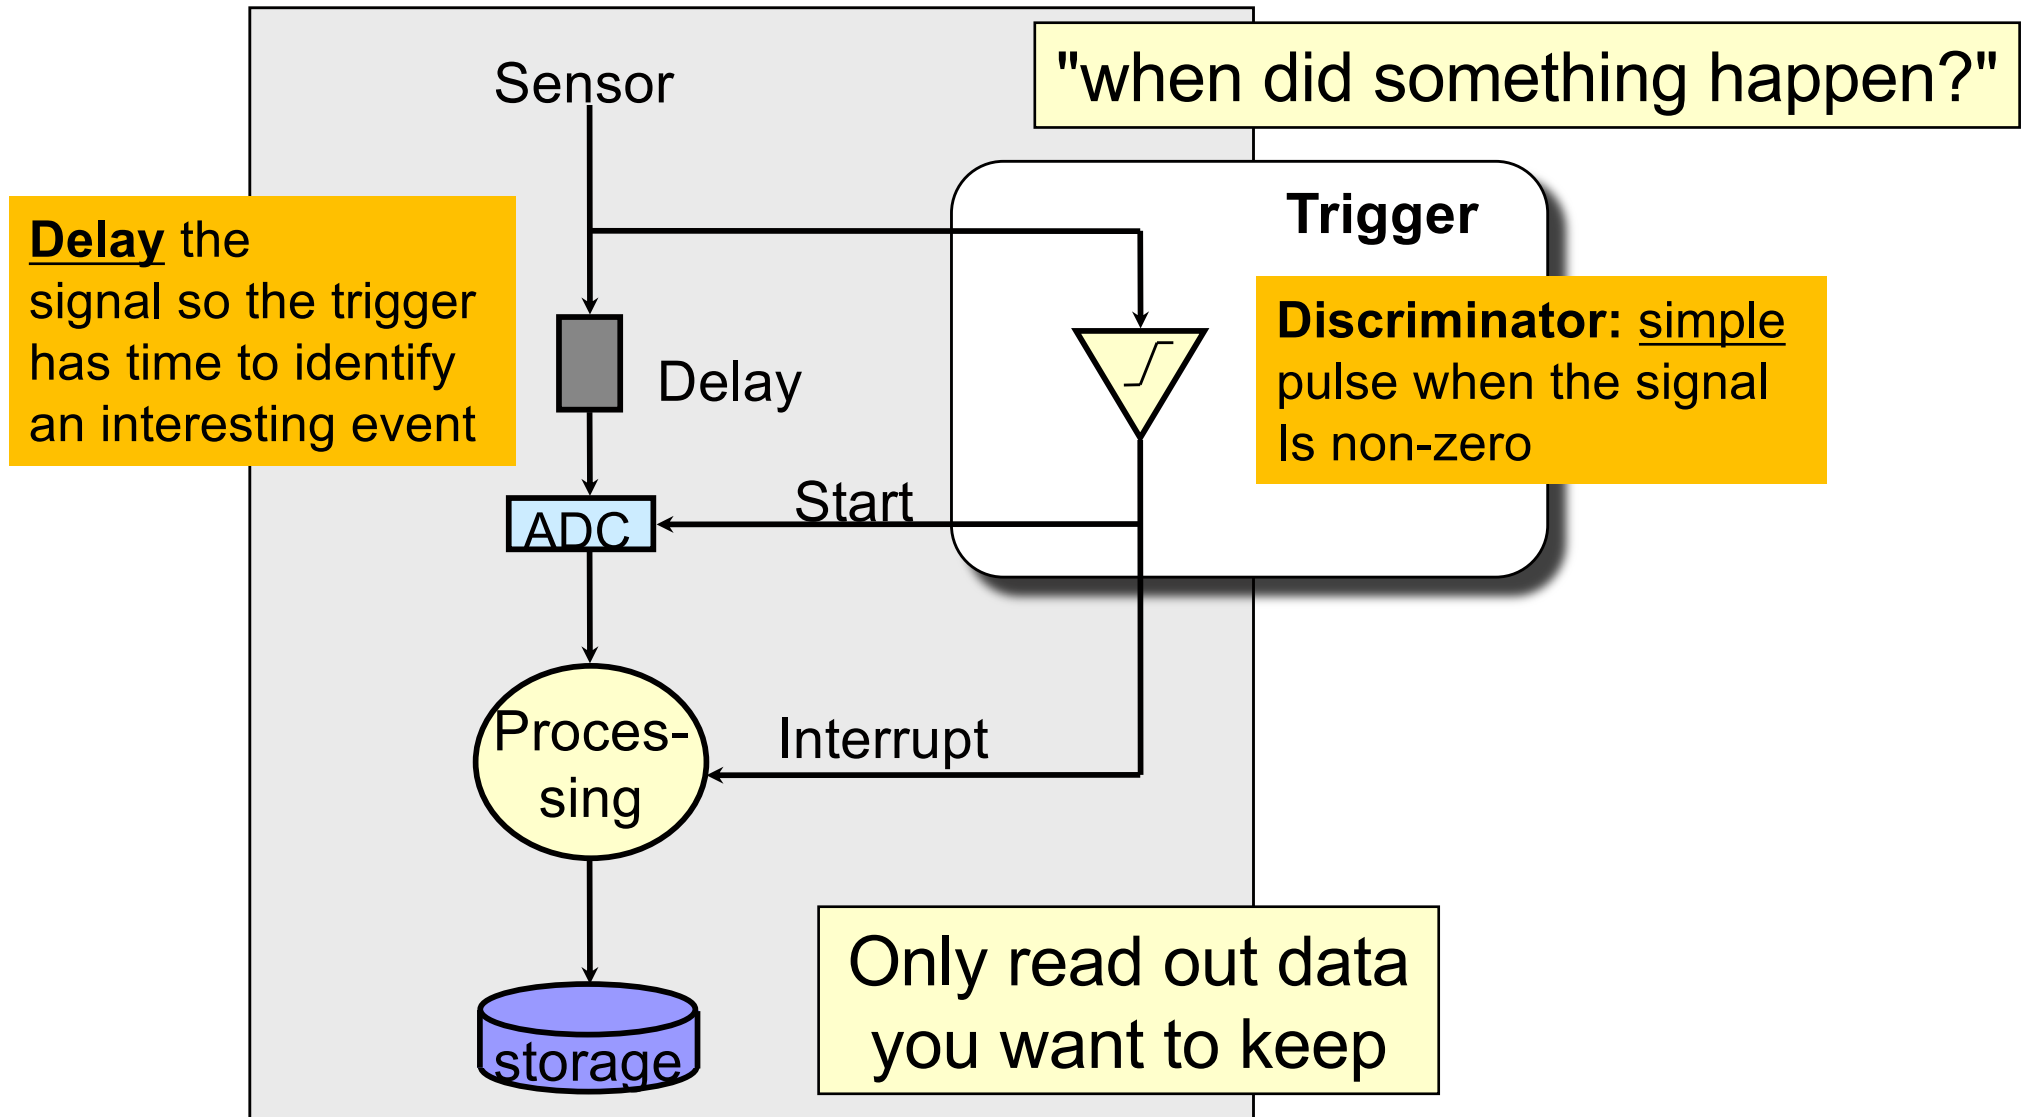 "when did something happen?"
Sensor
Trigger
Delay the
signal so the trigger
has time to identify
an interesting event
Discriminator: simple
pulse when the signal
Is non-zero
Delay
Start
ADC
Proces-
sing
Interrupt
Only read out data
you want to keep
storage